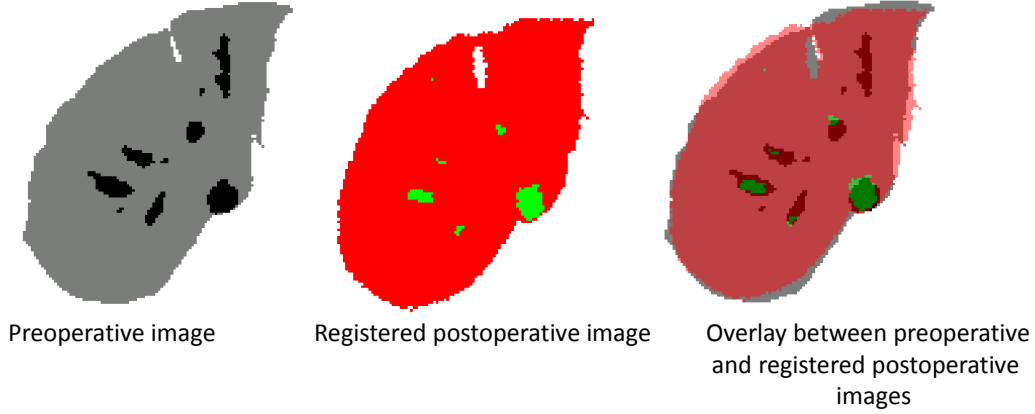 Preoperative image
Registered postoperative image
Overlay between preoperative
and registered postoperative
images